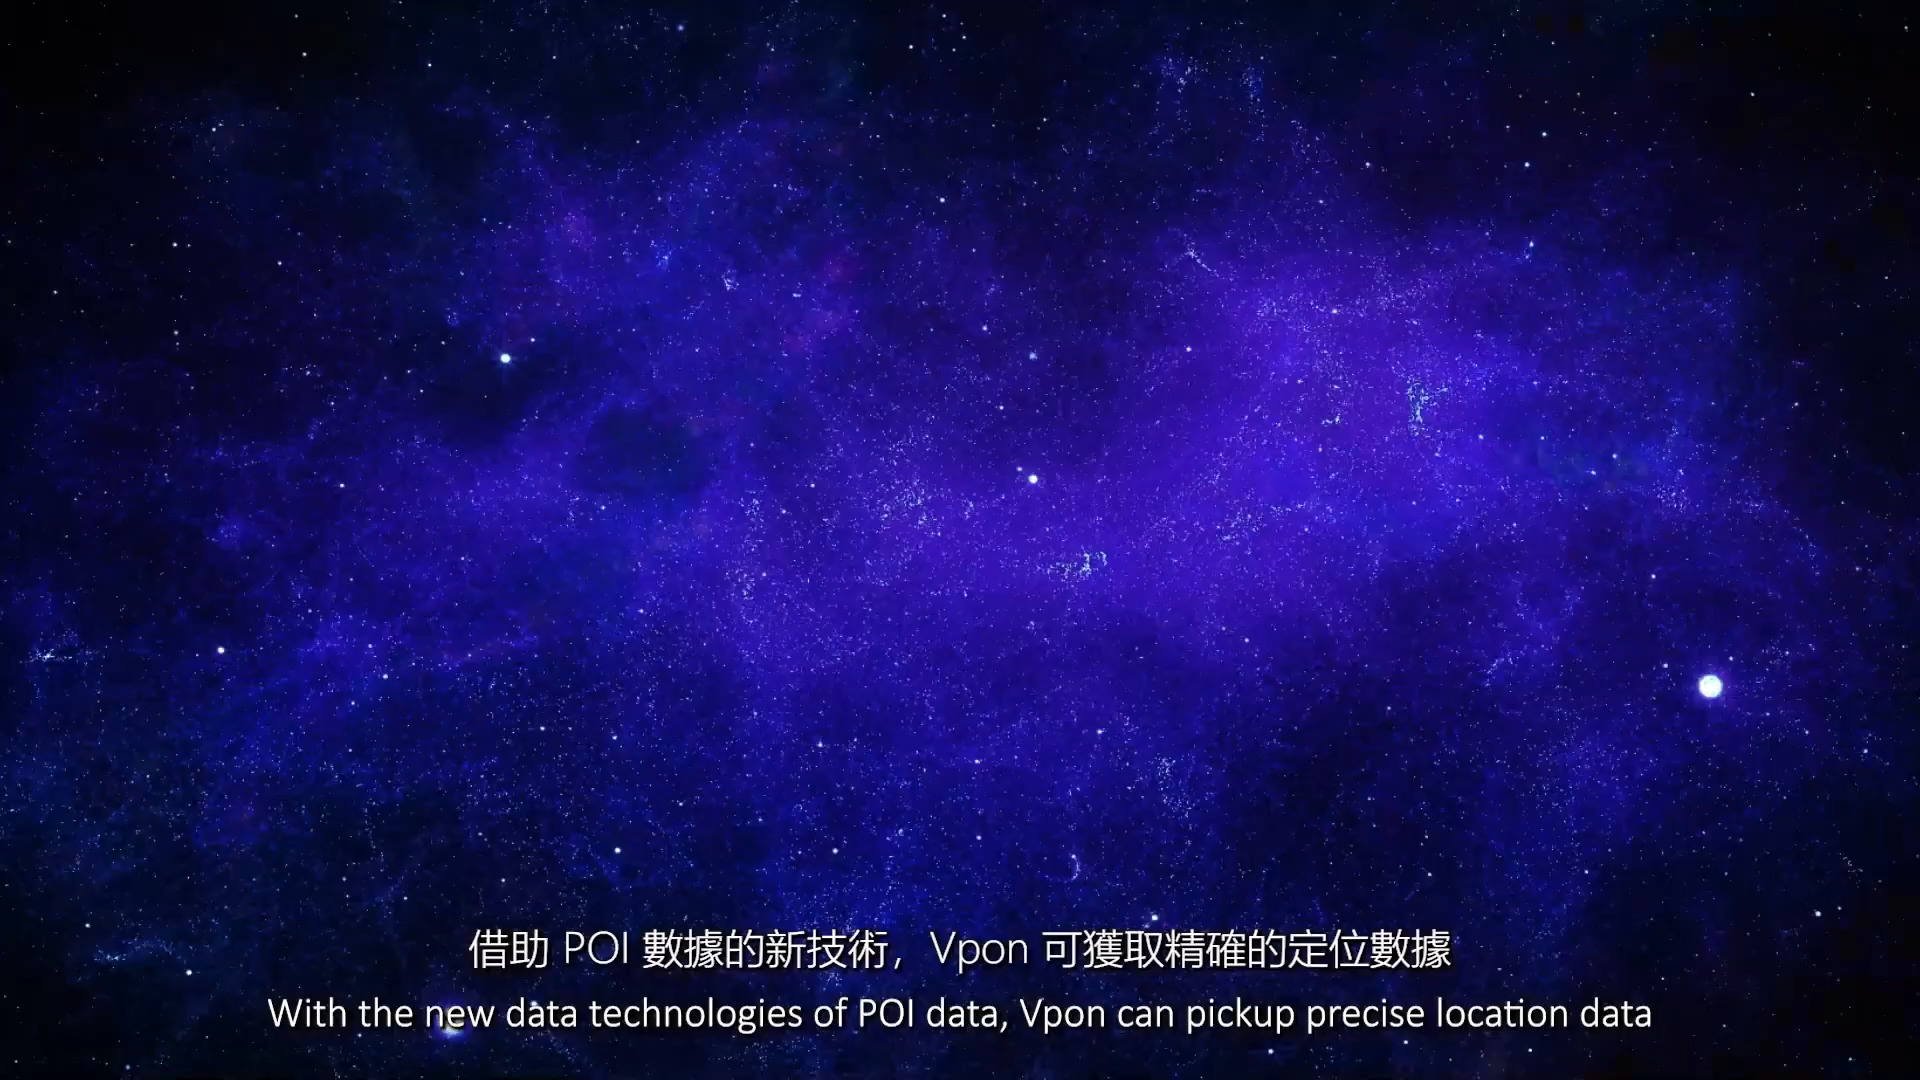 借助 POI 數據的新技術，Vpon 可獲取精確的定位數據
With the new data technologies of POI data, Vpon can pickup precise location data